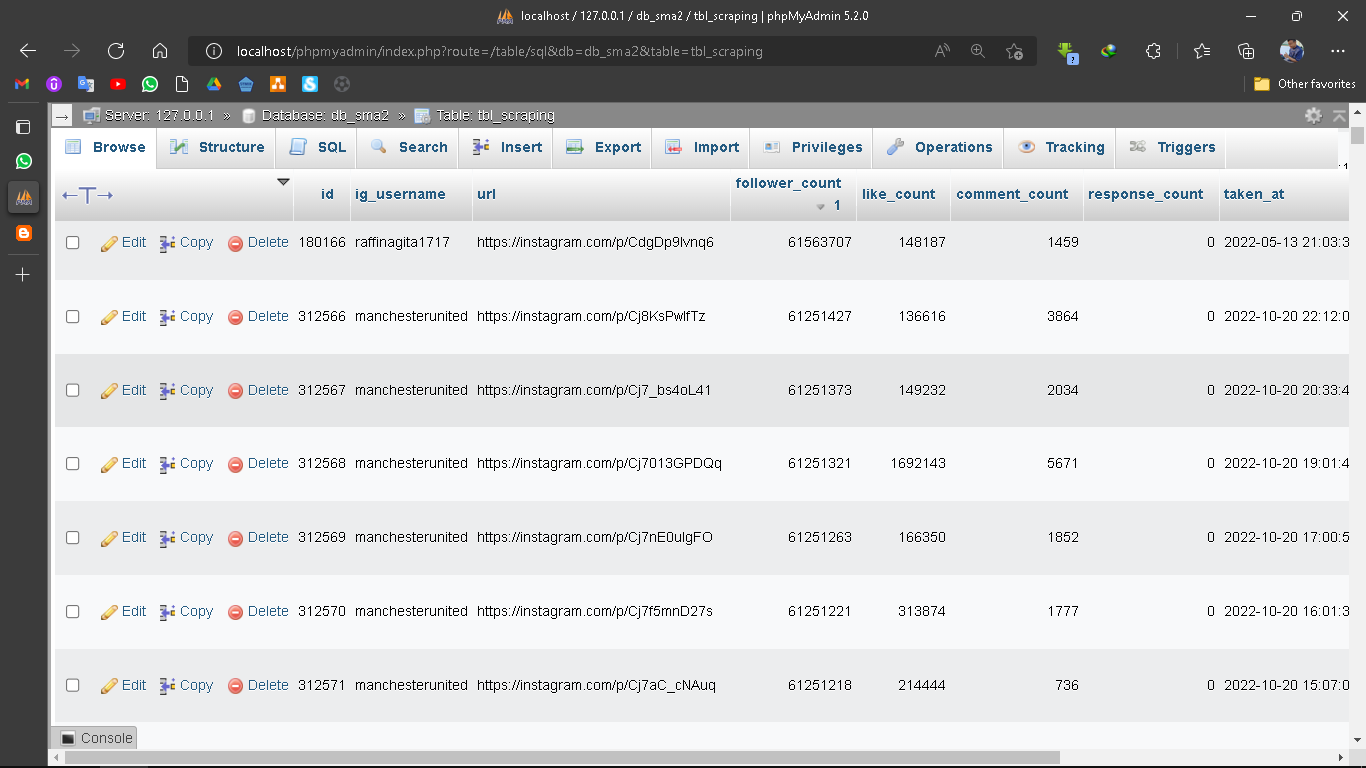 localhost / 127.0.0.1 / db_sma2 / tbl_scraping | phpMyAdmin 5.2.0
localhost/phpmyadmin/index.php?route=/table/sql&db=db_sma2&table=tbl_scraping
Other favorites
Server: 127.0.0.1 » Database: db_sma2 » Table: tbl_scraping
Browse Structure SQL Search Insert Export Import Privileges Operations Tracking Triggers
←T→ id ig_username url follower_count 1 like_count comment_count response_count taken_at
Edit Copy Delete 180166 raffinagita1717 https://instagram.com/p/CdgDp9lvnq6 61563707 148187 1459 0 2022-05-13 21:03:3
Edit Copy Delete 312566 manchesterunited https://instagram.com/p/Cj8KsPwIfTz 61251427 136616 3864 0 2022-10-20 22:12:0
Edit Copy Delete 312567 manchesterunited https://instagram.com/p/Cj7_bs4oL41 61251373 149232 2034 0 2022-10-20 20:33:4
Edit Copy Delete 312568 manchesterunited https://instagram.com/p/Cj7013GPDQq 61251321 1692143 5671 0 2022-10-20 19:01:4
Edit Copy Delete 312569 manchesterunited https://instagram.com/p/Cj7nE0uIgFO 61251263 166350 1852 0 2022-10-20 17:00:5
Edit Copy Delete 312570 manchesterunited https://instagram.com/p/Cj7f5mnD27s 61251221 313874 1777 0 2022-10-20 16:01:3
Edit Copy Delete 312571 manchesterunited https://instagram.com/p/Cj7aC_cNAuq 61251218 214444 736 0 2022-10-20 15:07:0
Console